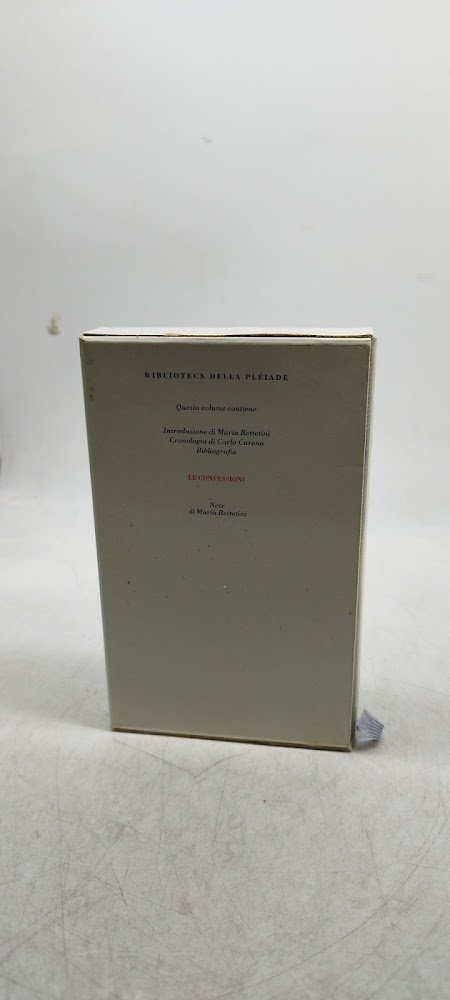 BIBLIOTECA DELLA PLÉIADE
Questo volume contiene
Introduzione di Maria Bettetini
Cronologia di Carlo Carena
Bibliografia
LE CONFESSIONI
Note
di Maria Bettetini